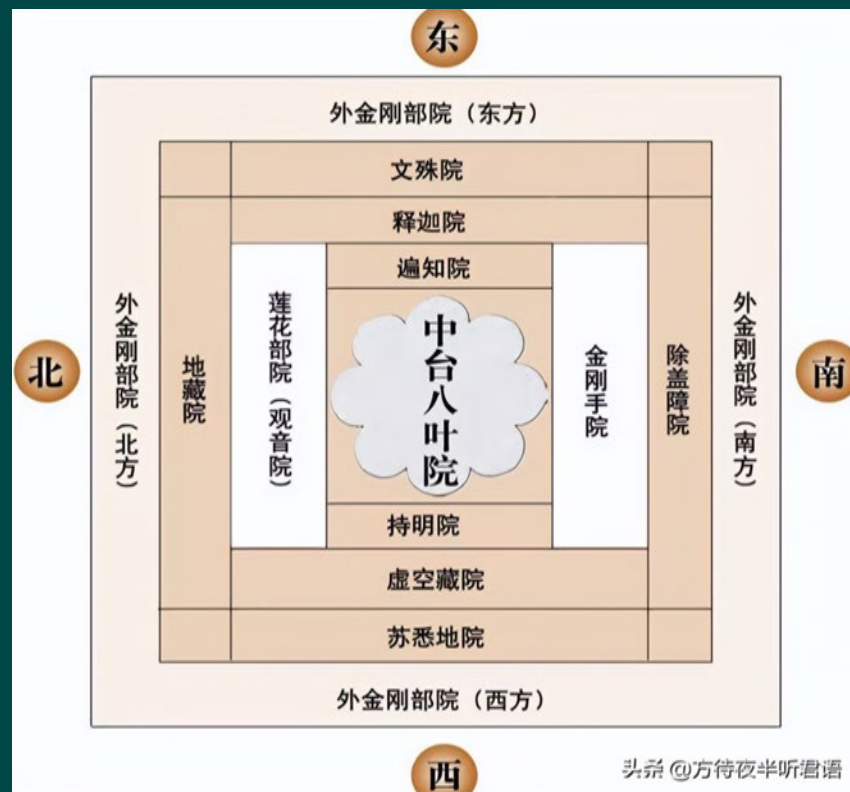 东
外金刚部院（东方）
文殊院
释迦院
遍知院
北
外金刚部院（北方）
地藏院
莲花部院（观音院）
中台八叶院
金刚手院
除盖障院
外金刚部院（南方）
南
持明院
虚空藏院
苏悉地院
外金刚部院（西方）
西
头条 @方待夜半听君语